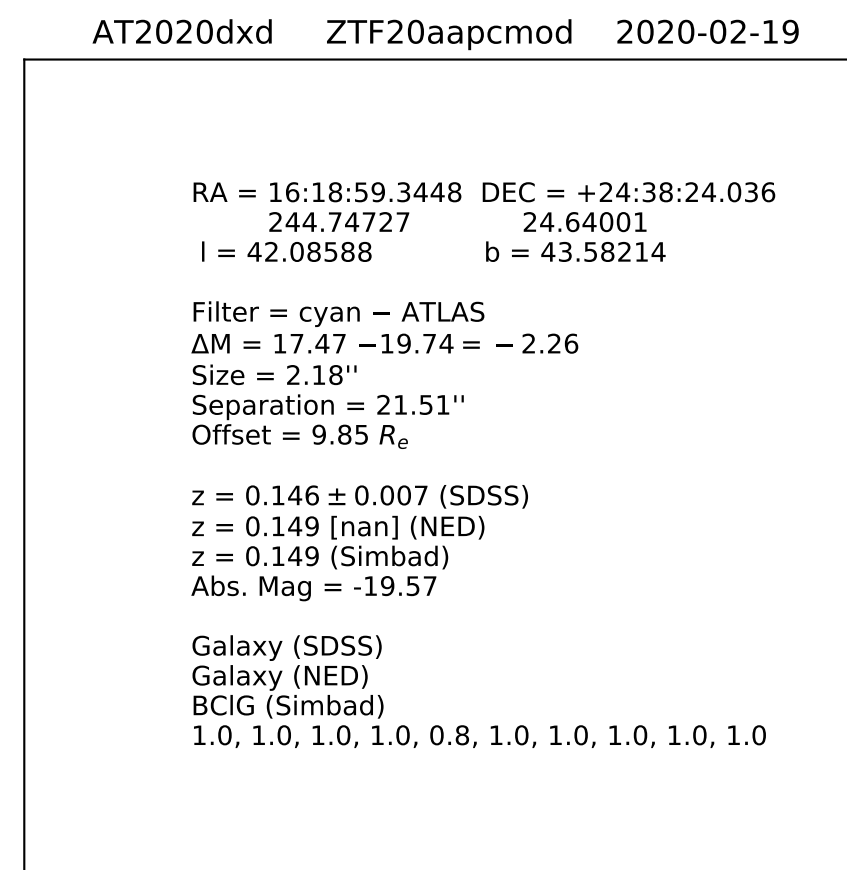 AT2020dxd ZTF20aapcmod 2020-02-19
RA = 16:18:59.3448 DEC = +24:38:24.036
244.74727 24.64001
l = 42.08588 b = 43.58214
Filter = cyan − ATLAS
ΔM = 17.47 −19.74 = − 2.26
Size = 2.18''
Separation = 21.51''
Offset = 9.85 Rₑ
z = 0.146 ± 0.007 (SDSS)
z = 0.149 [nan] (NED)
z = 0.149 (Simbad)
Abs. Mag = -19.57
Galaxy (SDSS)
Galaxy (NED)
BClG (Simbad)
1.0, 1.0, 1.0, 1.0, 0.8, 1.0, 1.0, 1.0, 1.0, 1.0